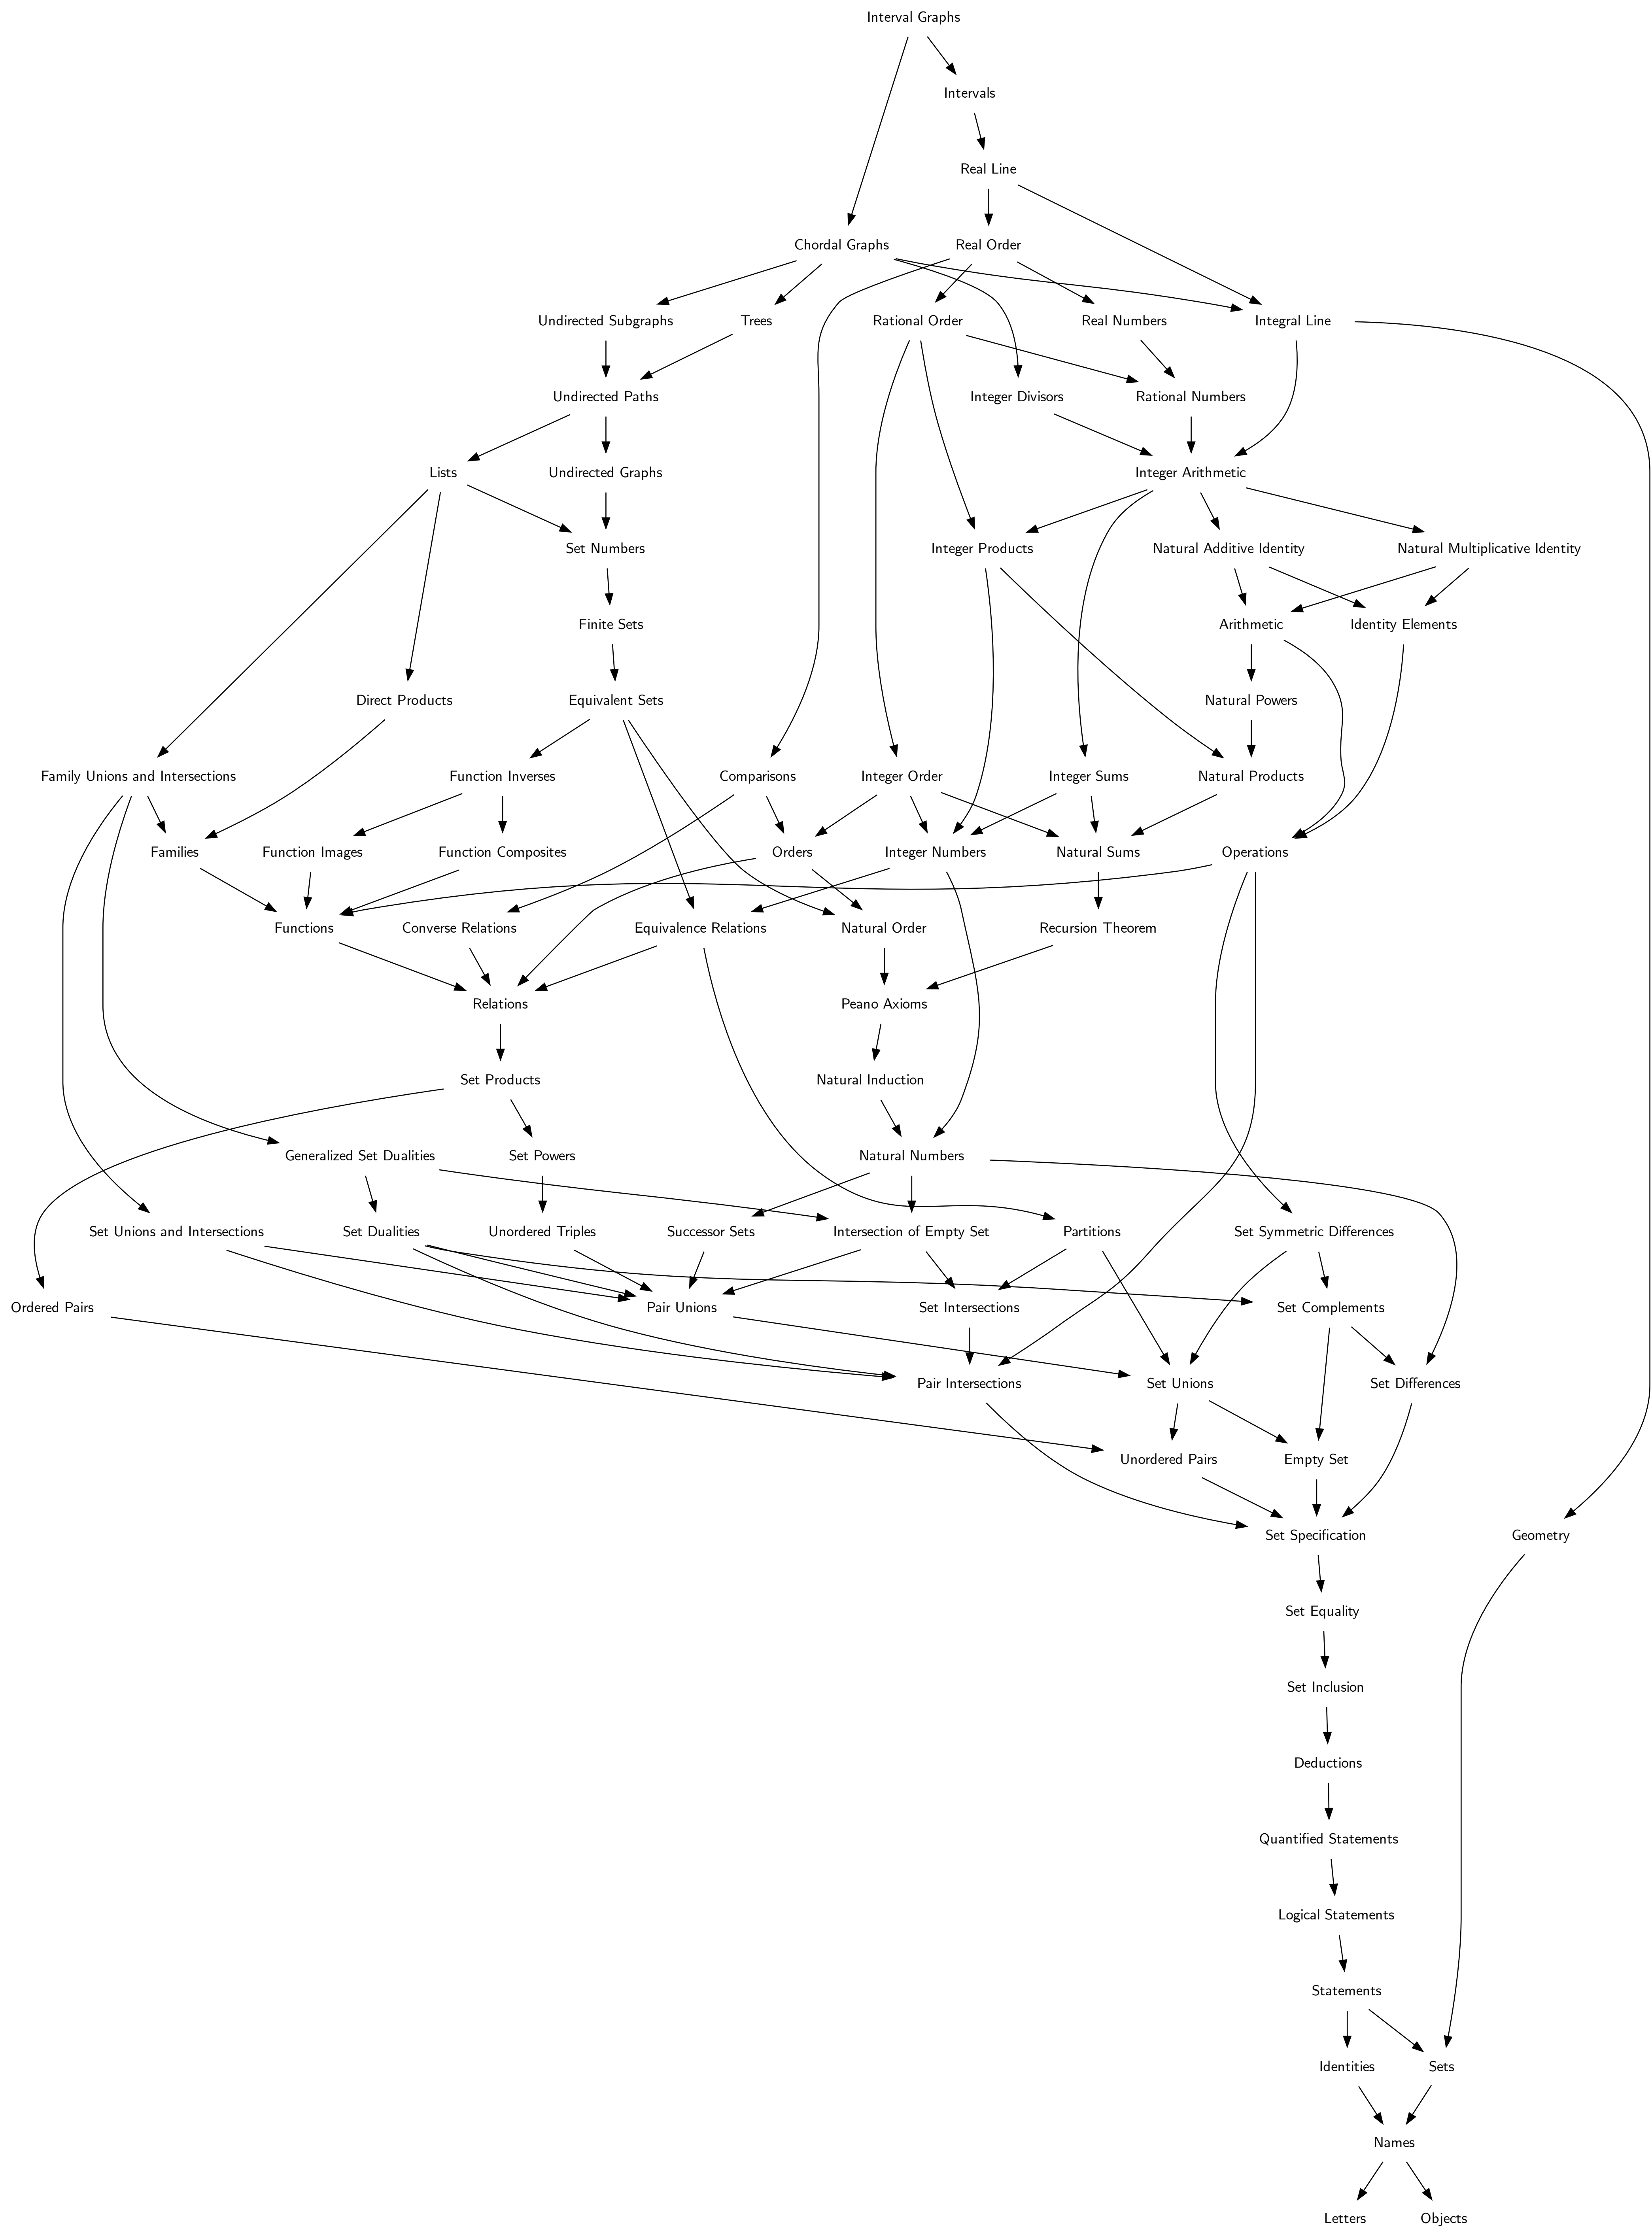 Interval Graphs
Intervals
Real Line
Chordal Graphs
Real Order
Undirected Subgraphs
Trees
Rational Order
Real Numbers
Integral Line
Undirected Paths
Integer Divisors
Rational Numbers
Lists
Undirected Graphs
Integer Arithmetic
Set Numbers
Integer Products
Natural Additive Identity
Natural Multiplicative Identity
Finite Sets
Arithmetic
Identity Elements
Direct Products
Equivalent Sets
Natural Powers
Family Unions and Intersections
Function Inverses
Comparisons
Integer Order
Integer Sums
Natural Products
Families
Function Images
Function Composites
Orders
Integer Numbers
Natural Sums
Operations
Functions
Converse Relations
Equivalence Relations
Natural Order
Recursion Theorem
Relations
Peano Axioms
Set Products
Natural Induction
Generalized Set Dualities
Set Powers
Natural Numbers
Set Unions and Intersections
Set Dualities
Unordered Triples
Successor Sets
Intersection of Empty Set
Partitions
Set Symmetric Differences
Ordered Pairs
Pair Unions
Set Intersections
Set Complements
Pair Intersections
Set Unions
Set Differences
Unordered Pairs
Empty Set
Set Specification
Geometry
Set Equality
Set Inclusion
Deductions
Quantified Statements
Logical Statements
Statements
Identities
Sets
Names
Letters
Objects